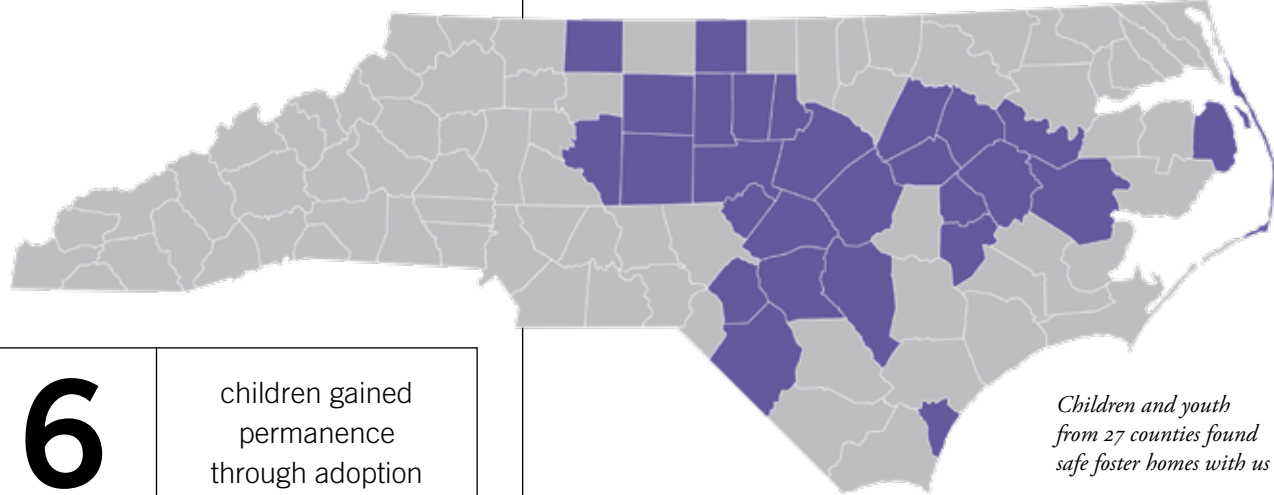 6
children gained
permanence
through adoption
Children and youth
from 27 counties found
safe foster homes with us